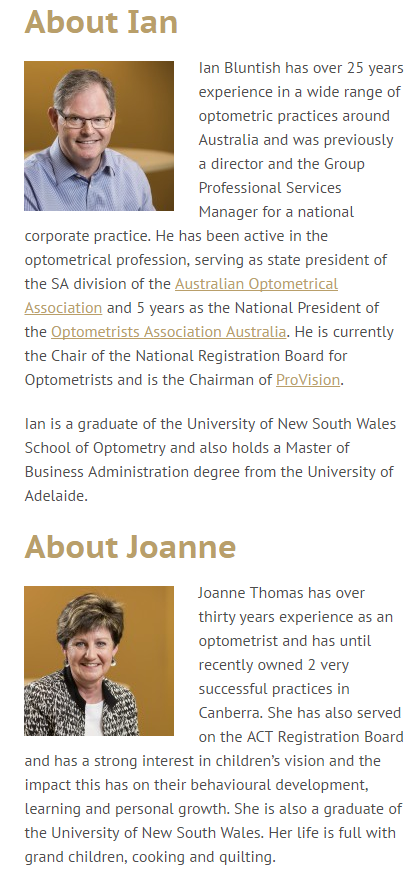 About Ian
Ian Bluntish has over 25 years
experience in a wide range of
optometric practices around
Australia and was previously
a director and the Group
Professional Services
Manager for a national
corporate practice. He has been active in the
optometrical profession, serving as state president of
the SA division of the Australian Optometrical
Association and 5 years as the National President of
the Optometrists Association Australia. He is currently
the Chair of the National Registration Board for
Optometrists and is the Chairman of ProVision.
Ian is a graduate of the University of New South Wales
School of Optometry and also holds a Master of
Business Administration degree from the University of
Adelaide.
About Joanne
Joanne Thomas has over
thirty years experience as an
optometrist and has until
recently owned 2 very
successful practices in
Canberra. She has also served
on the ACT Registration Board
and has a strong interest in children's vision and the
impact this has on their behavioural development,
learning and personal growth. She is also a graduate of
the University of New South Wales. Her life is full with
grand children, cooking and quilting.